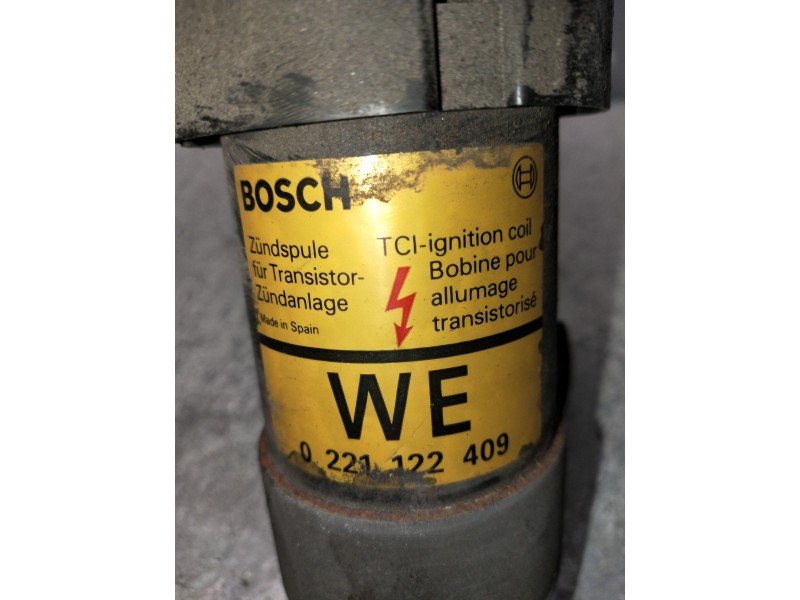 BOSCH
Zündspule
für Transistor-
Zündanlage
Made in Spain
TCI-ignition coil
Bobine pour
allumage
transistorisé
WE
0 221 122 409